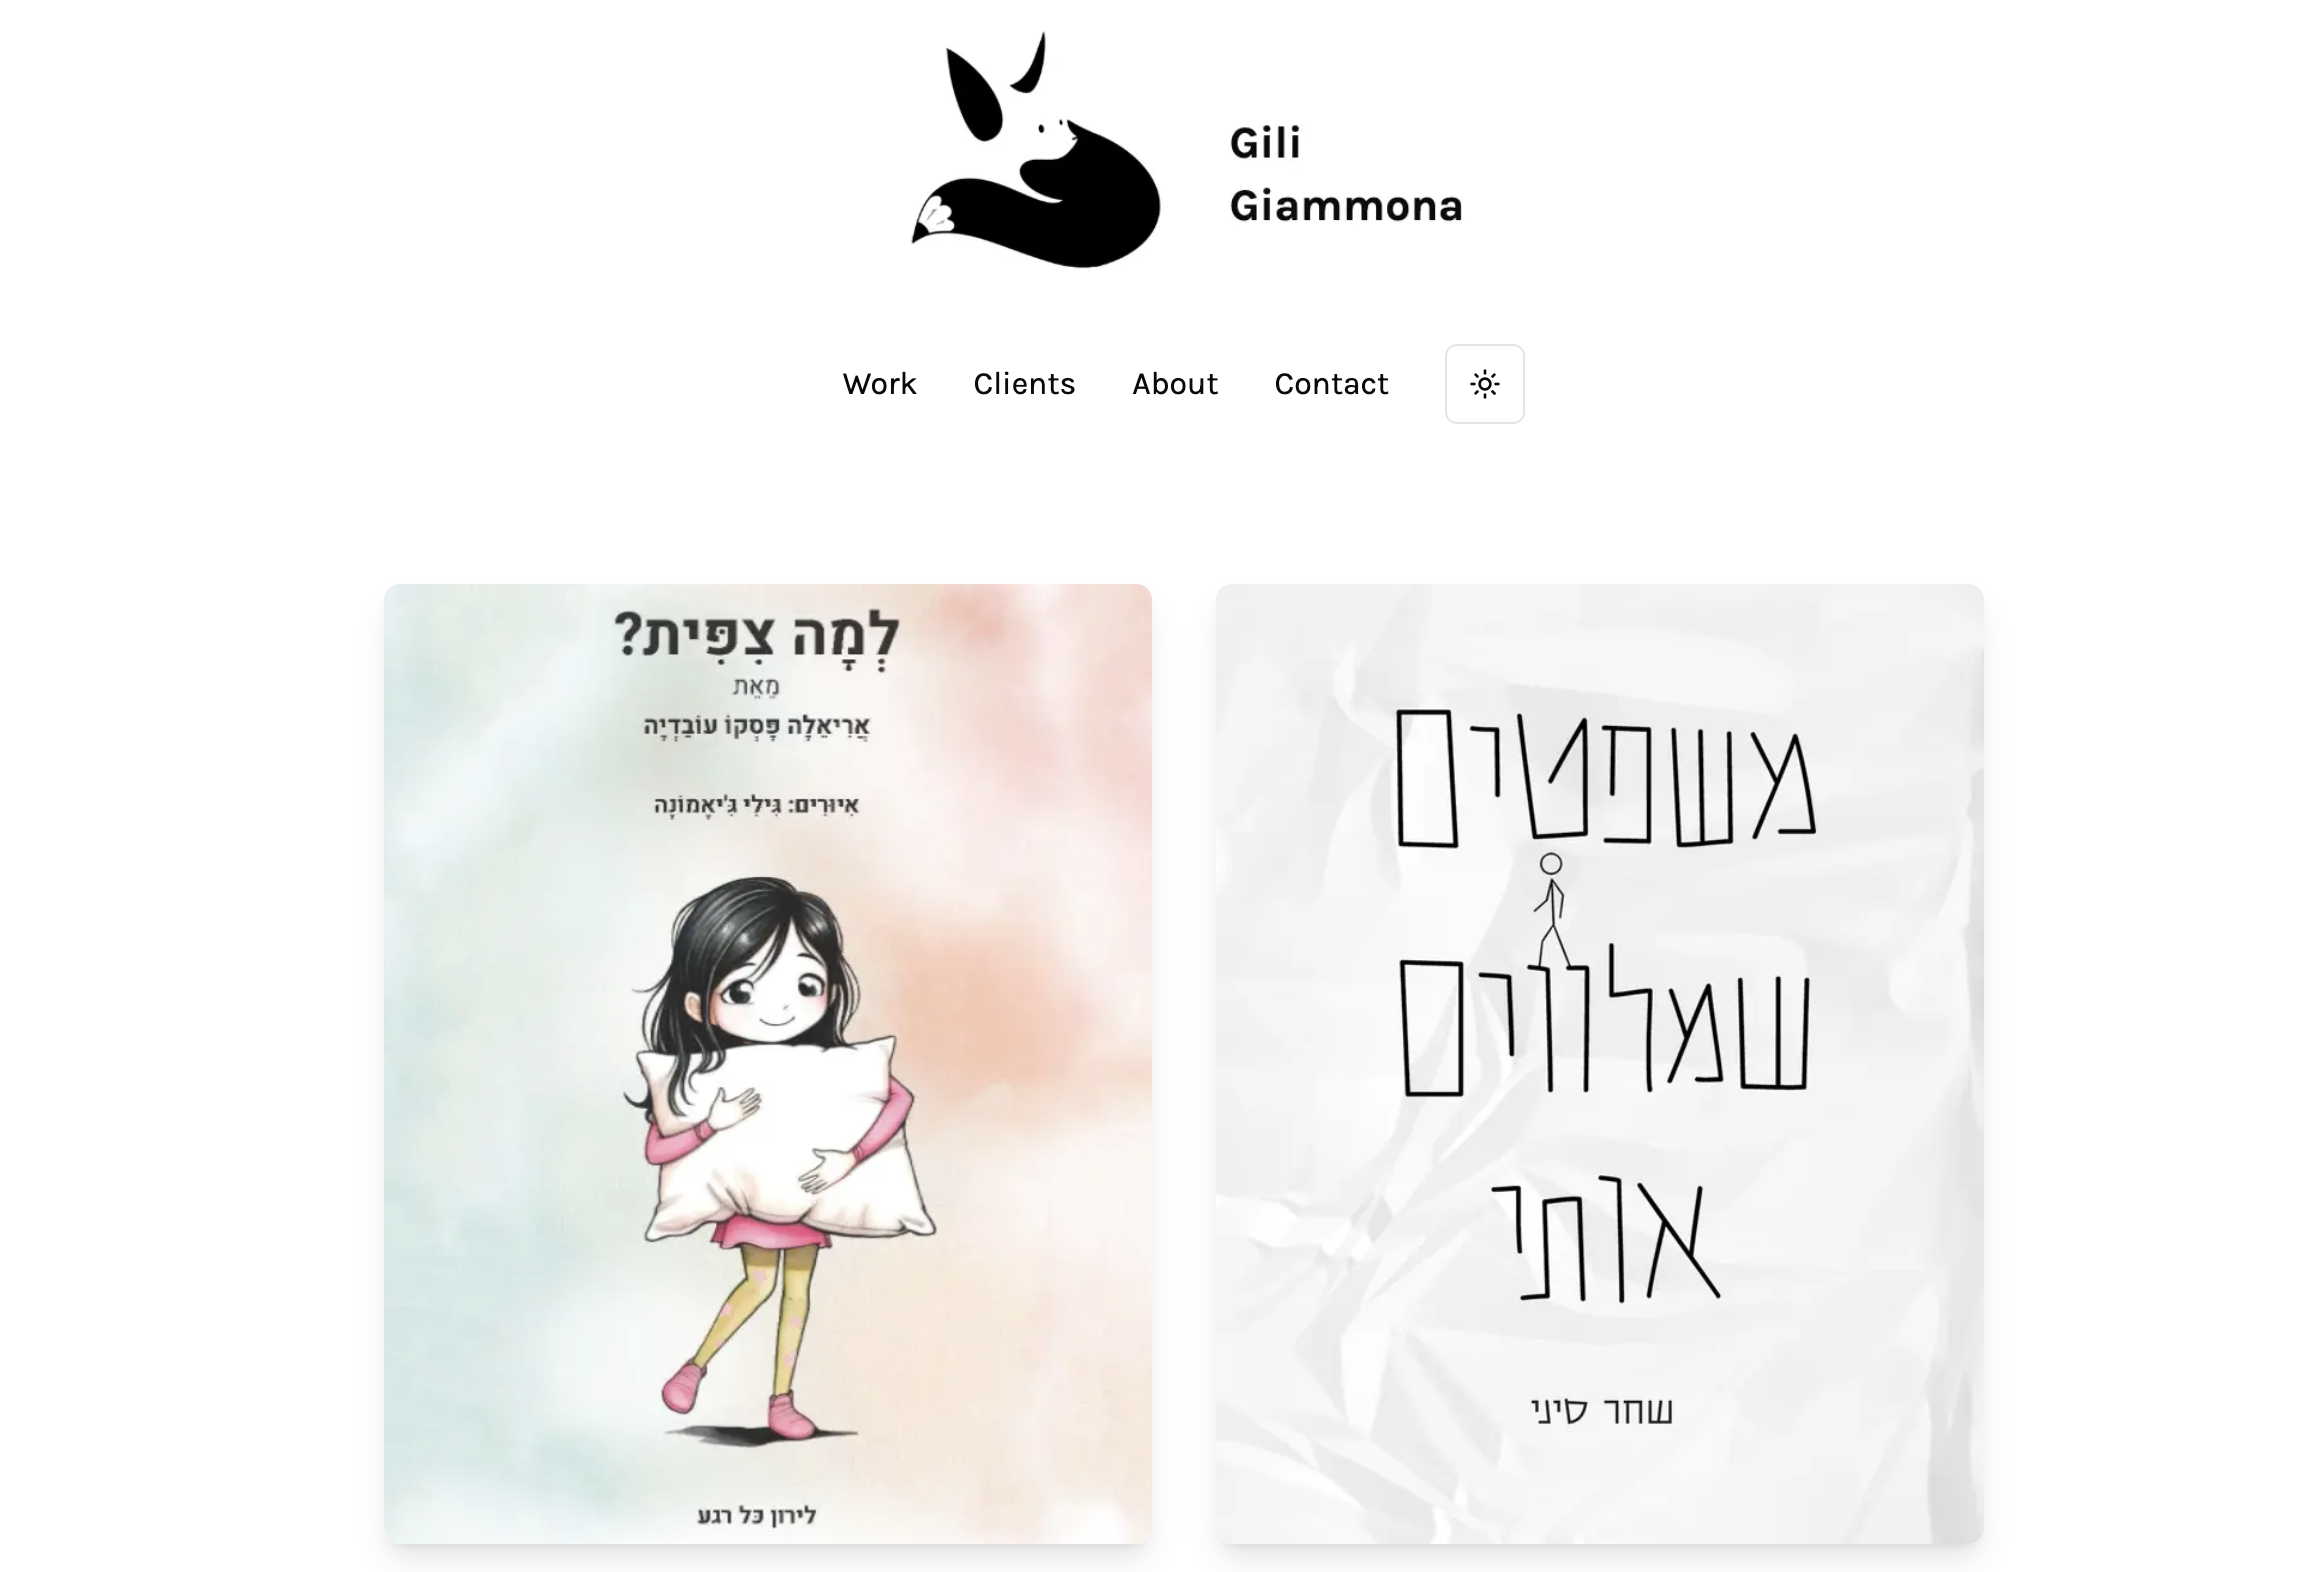 Gili
Giammona
Work Clients About Contact
לְמָה צִפִּית?
מֵאֵת
אֲרִיאֵלָה פָּסְקוֹ עוֹבַדְיָה
אִיּוּרִים: גִּילִי גִּ'יאָמוֹנָה
לירון כל רגע
משפטים
שמלווים
אותי
שחר סיני